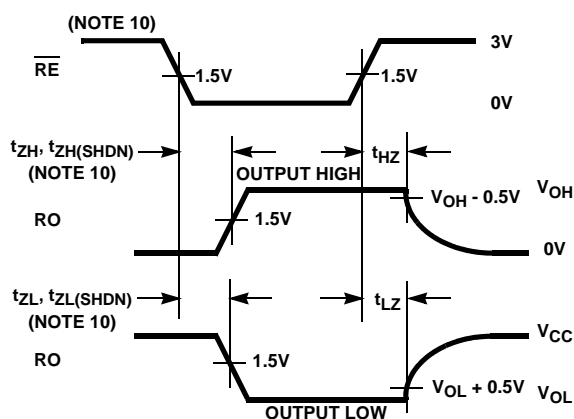 (NOTE 10)
3V
RE
1.5V
1.5V
0V
tZH, tZH(SHDN)
(NOTE 10)
tHZ
OUTPUT HIGH
VOH - 0.5V
VOH
RO
1.5V
0V
tZL, tZL(SHDN)
(NOTE 10)
tLZ
VCC
RO
1.5V
VOL + 0.5V
VOL
OUTPUT LOW